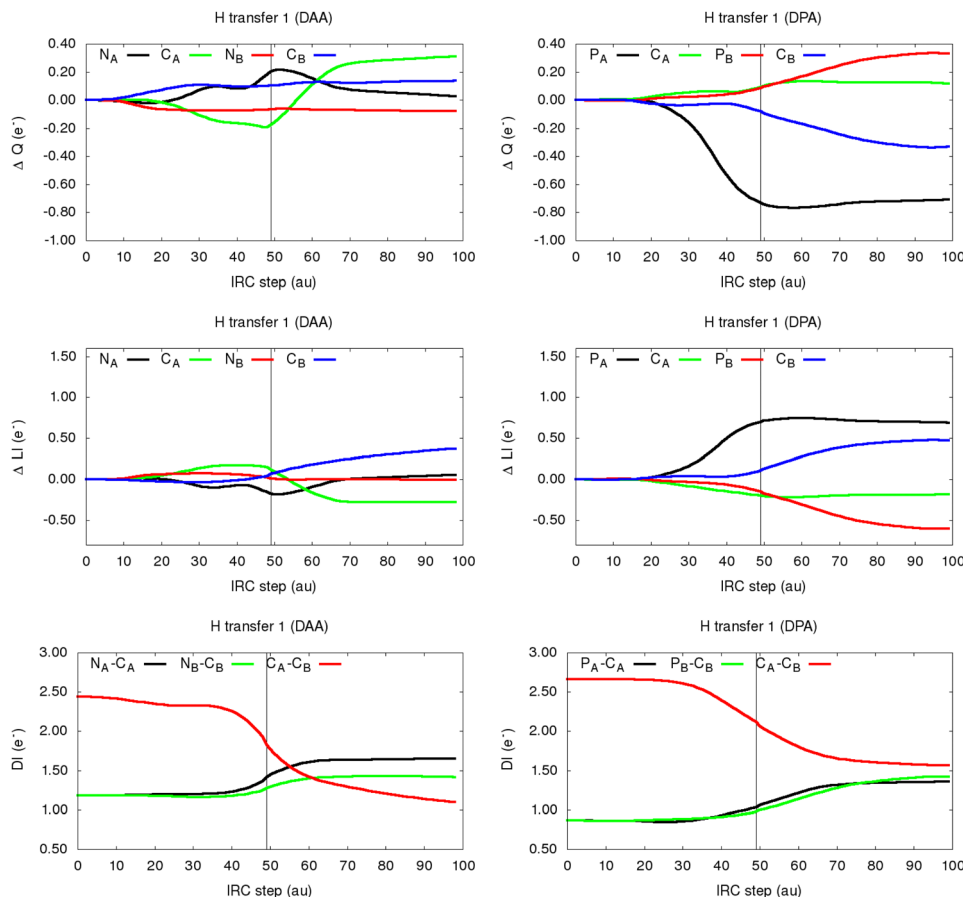 H transfer 1 (DAA)
N_A C_A N_B C_B
0.40
0.20
0.00
-0.20
-0.40
-0.60
-0.80
-1.00
Δ Q (e⁻)
0 10 20 30 40 50 60 70 80 90 100
IRC step (au)
H transfer 1 (DPA)
P_A C_A P_B C_B
0.40
0.20
0.00
-0.20
-0.40
-0.60
-0.80
-1.00
Δ Q (e⁻)
0 10 20 30 40 50 60 70 80 90 100
IRC step (au)
H transfer 1 (DAA)
N_A C_A N_B C_B
1.50
1.00
0.50
0.00
-0.50
Δ LI (e⁻)
0 10 20 30 40 50 60 70 80 90 100
IRC step (au)
H transfer 1 (DPA)
P_A C_A P_B C_B
1.50
1.00
0.50
0.00
-0.50
Δ LI (e⁻)
0 10 20 30 40 50 60 70 80 90 100
IRC step (au)
H transfer 1 (DAA)
N_A-C_A N_B-C_B C_A-C_B
3.00
2.50
2.00
1.50
1.00
0.50
DI (e⁻)
0 10 20 30 40 50 60 70 80 90 100
IRC step (au)
H transfer 1 (DPA)
P_A-C_A P_B-C_B C_A-C_B
3.00
2.50
2.00
1.50
1.00
0.50
DI (e⁻)
0 10 20 30 40 50 60 70 80 90 100
IRC step (au)